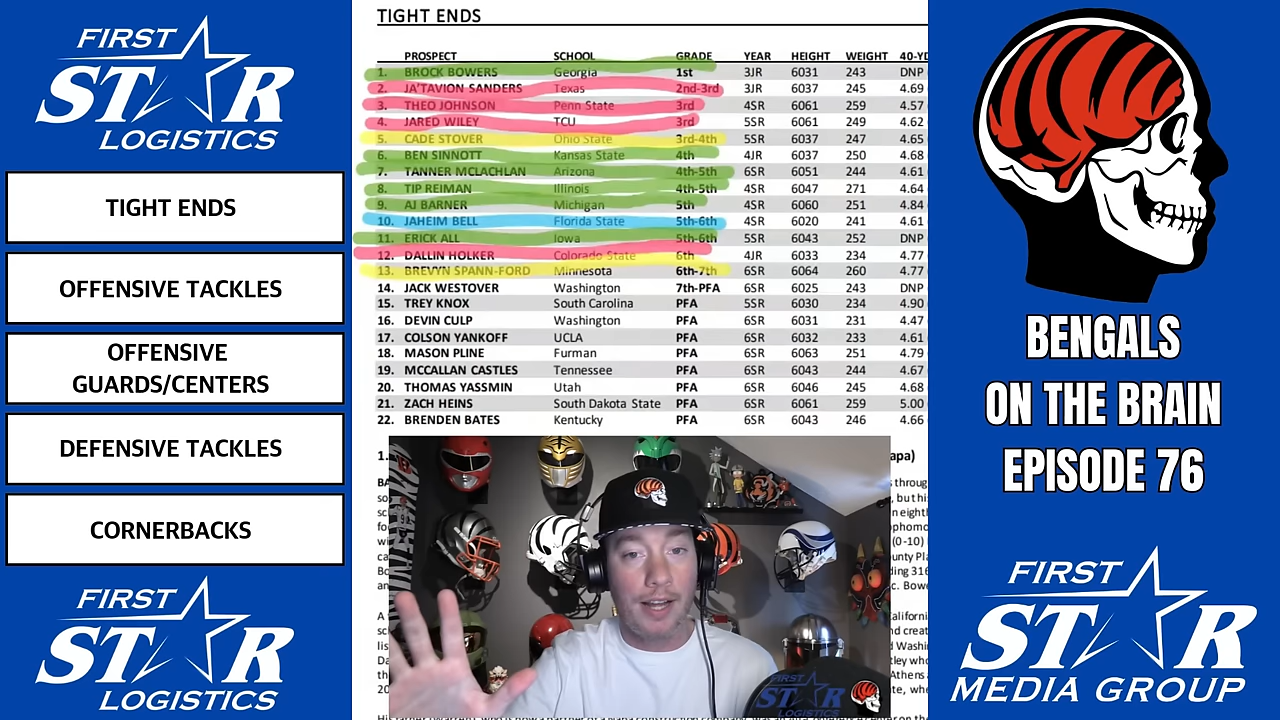 FIRST
STAR
LOGISTICS
TIGHT ENDS
OFFENSIVE TACKLES
OFFENSIVE
GUARDS/CENTERS
DEFENSIVE TACKLES
CORNERBACKS
FIRST
STAR
LOGISTICS
TIGHT ENDS
PROSPECT SCHOOL GRADE YEAR HEIGHT WEIGHT 40-YD
1. BROCK BOWERS Georgia 1st 3JR 6031 243 DNP
2. JA'TAVION SANDERS Texas 2nd-3rd 3JR 6037 245 4.69
3. THEO JOHNSON Penn State 3rd 4SR 6061 259 4.57
4. JARED WILEY TCU 3rd 5SR 6061 249 4.62
5. CADE STOVER Ohio State 3rd-4th 5SR 6037 247 4.65
6. BEN SINNOTT Kansas State 4th 4JR 6037 250 4.68
7. TANNER MCLACHLAN Arizona 4th-5th 6SR 6051 244 4.61
8. TIP REIMAN Illinois 4th-5th 4SR 6047 271 4.64
9. AJ BARNER Michigan 5th 4SR 6060 251 4.84
10. JAHEIM BELL Florida State 5th-6th 4SR 6020 241 4.61
11. ERICK ALL Iowa 5th-6th 5SR 6043 252 DNP
12. DALLIN HOLKER Colorado State 6th 4JR 6033 234 4.77
13. BREVYN SPANN-FORD Minnesota 6th-7th 6SR 6064 260 4.77
14. JACK WESTOVER Washington 7th-PFA 6SR 6025 243 DNP
15. TREY KNOX South Carolina PFA 5SR 6030 234 4.90
16. DEVIN CULP Washington PFA 6SR 6031 231 4.47
17. COLSON YANKOFF UCLA PFA 6SR 6032 233 4.61
18. MASON PLINE Furman PFA 6SR 6063 251 4.79
19. MCCALLAN CASTLES Tennessee PFA 6SR 6043 244 4.67
20. THOMAS YASSMIN Utah PFA 6SR 6046 245 4.68
21. ZACH HEINS South Dakota State PFA 6SR 6061 259 5.00
22. BRENDEN BATES Kentucky PFA 6SR 6043 246 4.66
1.
FIRST
STAR
LOGISTICS
BENGALS
ON THE BRAIN
EPISODE 76
FIRST
STAR
MEDIA GROUP